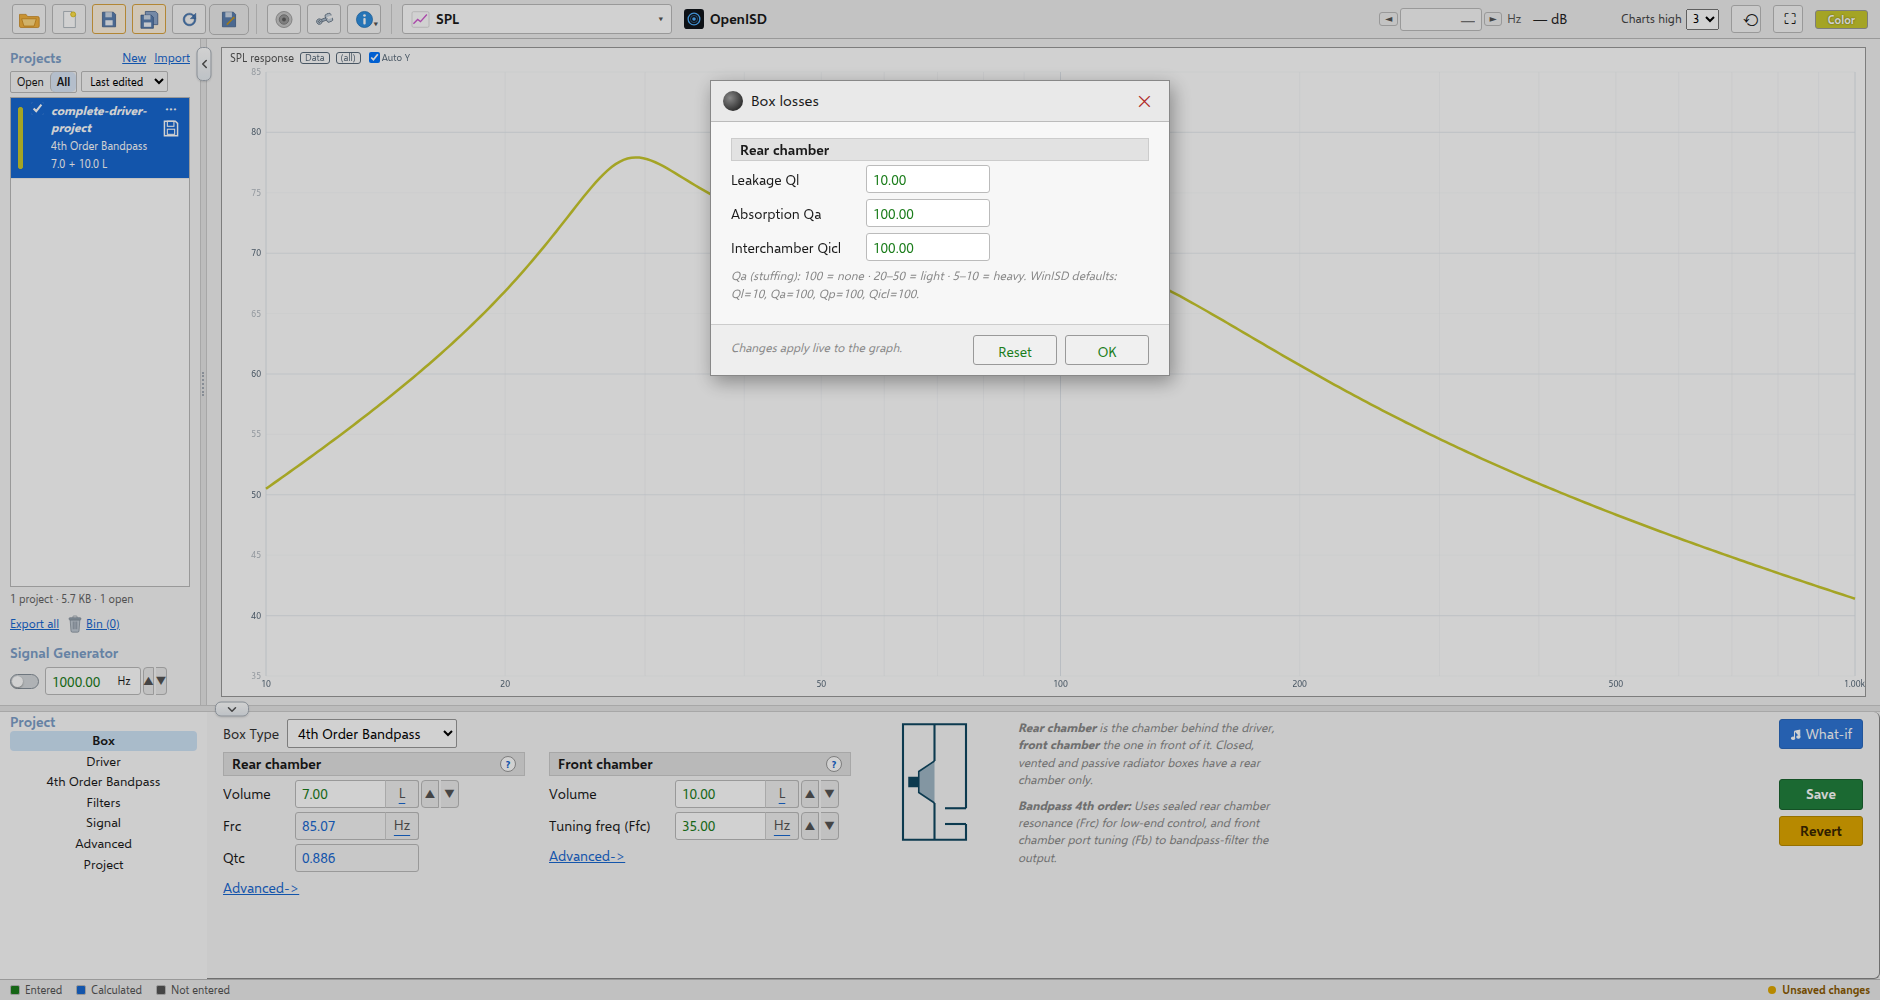 SPL
OpenISD
—
Hz
— dB
Charts high
3
Color
Projects
New
Import
Open
All
Last edited
complete-driver-
project
...
4th Order Bandpass
7.0 + 10.0 L
1 project · 5.7 KB · 1 open
Export all
Bin (0)
Signal Generator
1000.00
Hz
SPL response
Data
(all)
Auto Y
85
80
75
70
65
60
55
50
45
40
35
10
20
50
100
200
500
1.00k
Box losses
Rear chamber
Leakage Ql
10.00
Absorption Qa
100.00
Interchamber Qicl
100.00
Qa (stuffing): 100 = none · 20–50 = light · 5–10 = heavy. WinISD defaults:
Ql=10, Qa=100, Qp=100, Qicl=100.
Changes apply live to the graph.
Reset
OK
Project
Box
Driver
4th Order Bandpass
Filters
Signal
Advanced
Project
Box Type
4th Order Bandpass
Rear chamber
?
Volume
7.00
L
Frc
85.07
Hz
Qtc
0.886
Advanced->
Front chamber
?
Volume
10.00
L
Tuning freq (Ffc)
35.00
Hz
Advanced->
Rear chamber is the chamber behind the driver,
front chamber the one in front of it. Closed,
vented and passive radiator boxes have a rear
chamber only.
Bandpass 4th order: Uses sealed rear chamber
resonance (Frc) for low-end control, and front
chamber port tuning (Fb) to bandpass-filter the
output.
What-if
Save
Revert
Entered
Calculated
Not entered
Unsaved changes